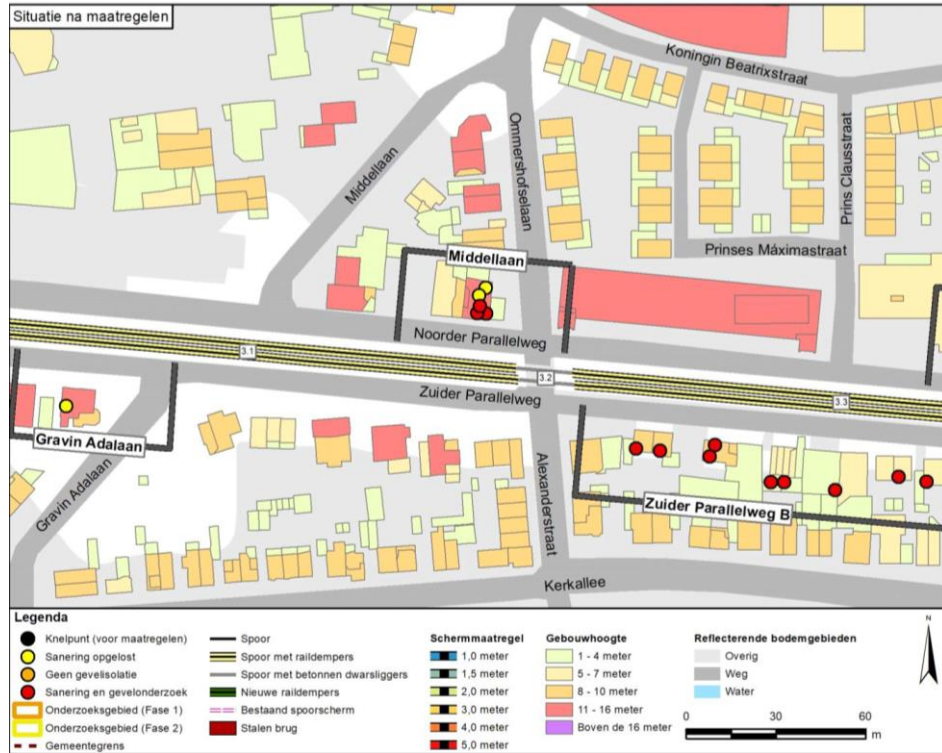 Situatie na maatregelen
Koningin Beatrixstraat
Ommershofselaan
Middellaan
Prins Clausstraat
Prinses Máximastraat
Middellaan
Noorder Parallelweg
3.1
3.2
3.3
Zuider Parallelweg
Gravin Adalaan
Gravin Adalaan
Alexanderstraat
Zuider Parallelweg B
Kerkallee
Legenda
Knelpunt (voor maatregelen)
Sanering opgelost
Geen gevelisolatie
Sanering en gevelonderzoek
Onderzoeksgebied (Fase 1)
Onderzoeksgebied (Fase 2)
Gemeentegrens
Spoor
Spoor met raildempers
Spoor met betonnen dwarsliggers
Nieuwe raildempers
Bestaand spoorscherm
Stalen brug
Schermmaatregel
1,0 meter
1,5 meter
2,0 meter
3,0 meter
4,0 meter
5,0 meter
Gebouwhoogte
1 - 4 meter
5 - 7 meter
8 - 10 meter
11 - 16 meter
Boven de 16 meter
Reflecterende bodemgebieden
Overig
Weg
Water
N
0 30 60
m